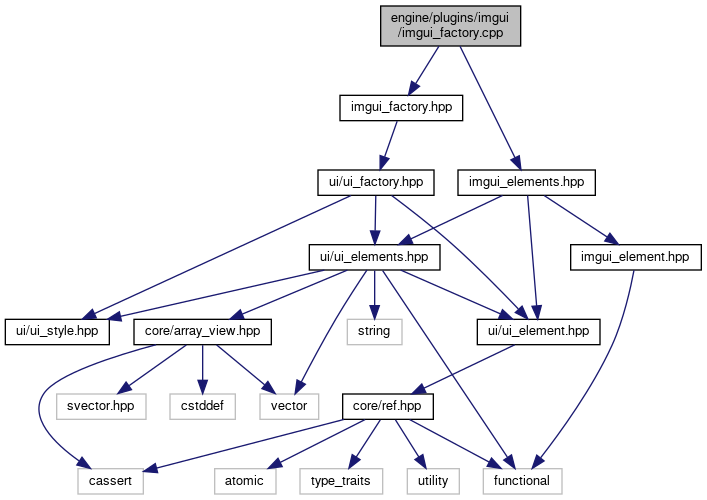 engine/plugins/imgui
/imgui_factory.cpp
imgui_factory.hpp
ui/ui_factory.hpp
imgui_elements.hpp
ui/ui_elements.hpp
imgui_element.hpp
ui/ui_style.hpp
core/array_view.hpp
string
ui/ui_element.hpp
svector.hpp
cstddef
vector
core/ref.hpp
cassert
atomic
type_traits
utility
functional